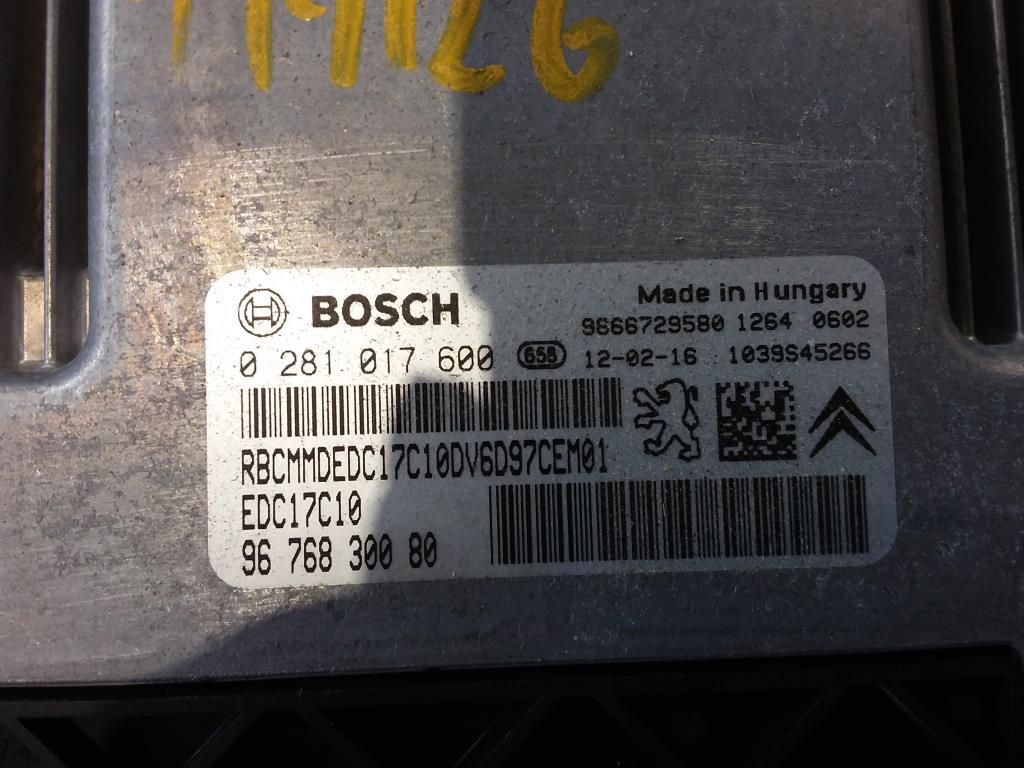 BOSCH
Made in Hungary
9666729580 1264 0602
0 281 017 600 658 12-02-16 1039S45266
RBCMMDEDC17C10DV6D97CEM01
EDC17C10
96 768 300 80